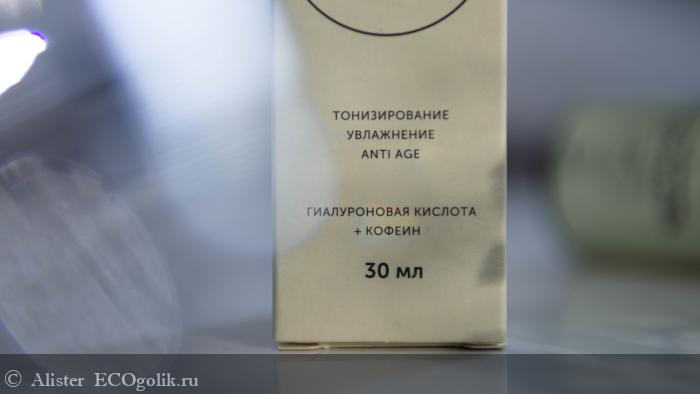 ТОНИЗИРОВАНИЕ
УВЛАЖНЕНИЕ
ANTI AGE
ГИАЛУРОНОВАЯ КИСЛОТА
+ КОФЕИН
30 мл
© Alister ECOgolik.ru